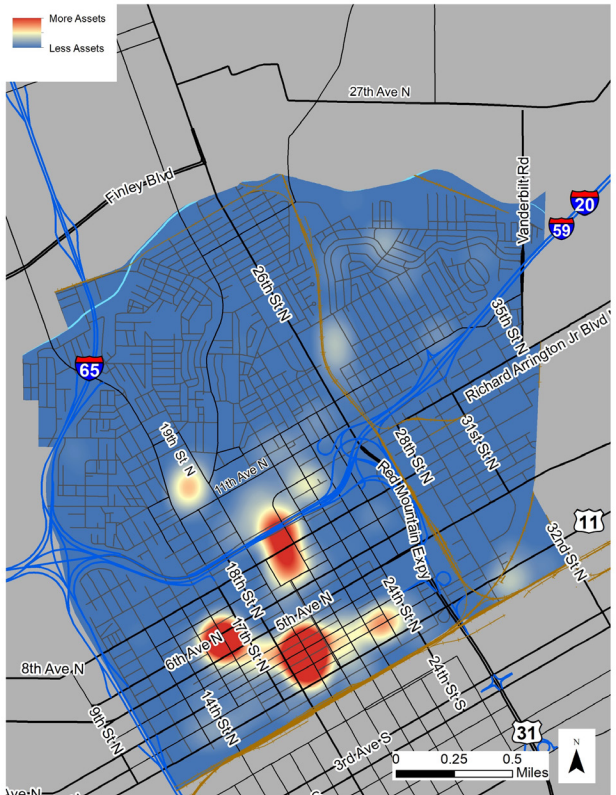 More Assets
Less Assets
27th Ave N
Finley Blvd
Vanderbilt Rd
20
59
26th St N
35th St N
65
Richard Arrington Jr Blvd
19th St N
11th Ave N
28th St N
31st St N
Red Mountain Expy
11
32nd St N
18th St N
5th Ave N
24th St N
17th St N
6th Ave N
8th Ave N
9th St N
14th St N
24th St S
3rd Ave S
31
N
0 0.25 0.5
Miles
Ave N